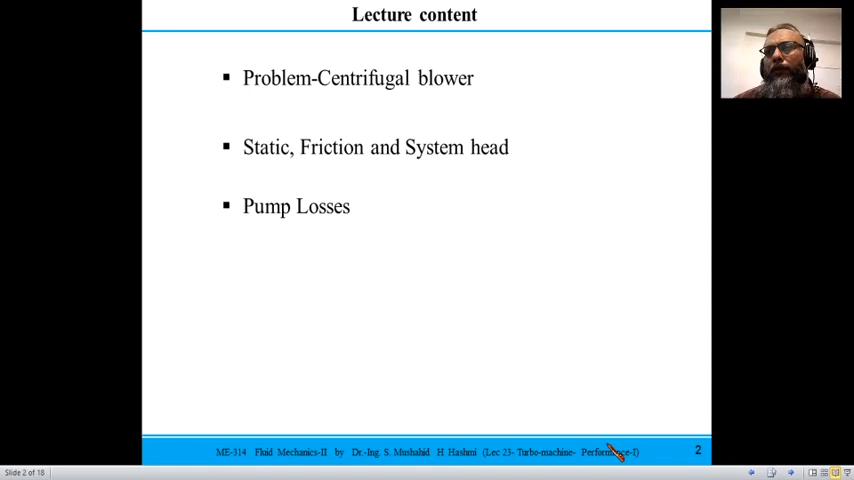 Lecture content
▪ Problem-Centrifugal blower
▪ Static, Friction and System head
▪ Pump Losses
ME-314 Fluid Mechanics-II by Dr.-Ing. S. Mushahid H Hashmi (Lec 23- Turbo-machine- Performance-I)
2
Slide 2 of 18